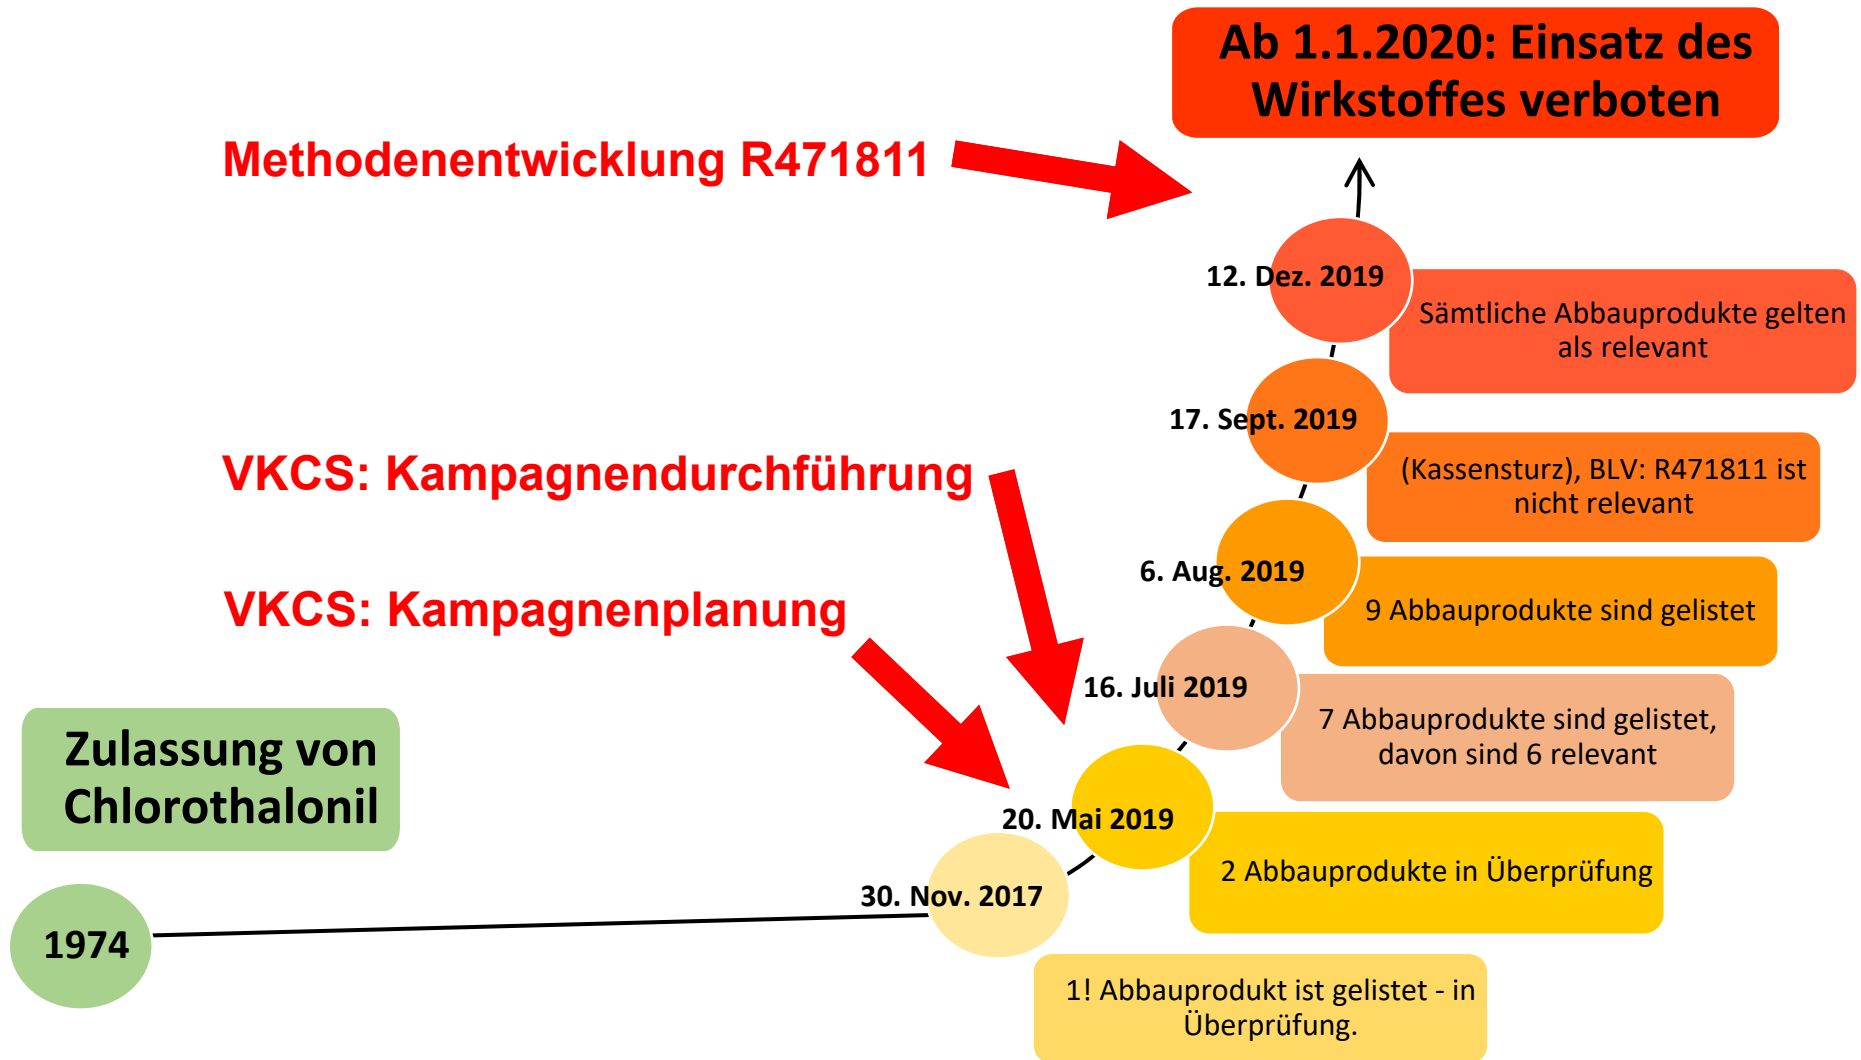 Ab 1.1.2020: Einsatz des
Wirkstoffes verboten
Methodenentwicklung R471811
12. Dez. 2019
Sämtliche Abbauprodukte gelten
als relevant
17. Sept. 2019
(Kassensturz), BLV: R471811 ist
nicht relevant
VKCS: Kampagnendurchführung
6. Aug. 2019
9 Abbauprodukte sind gelistet
VKCS: Kampagnenplanung
16. Juli 2019
7 Abbauprodukte sind gelistet,
davon sind 6 relevant
Zulassung von
Chlorothalonil
20. Mai 2019
2 Abbauprodukte in Überprüfung
30. Nov. 2017
1974
1! Abbauprodukt ist gelistet - in
Überprüfung.